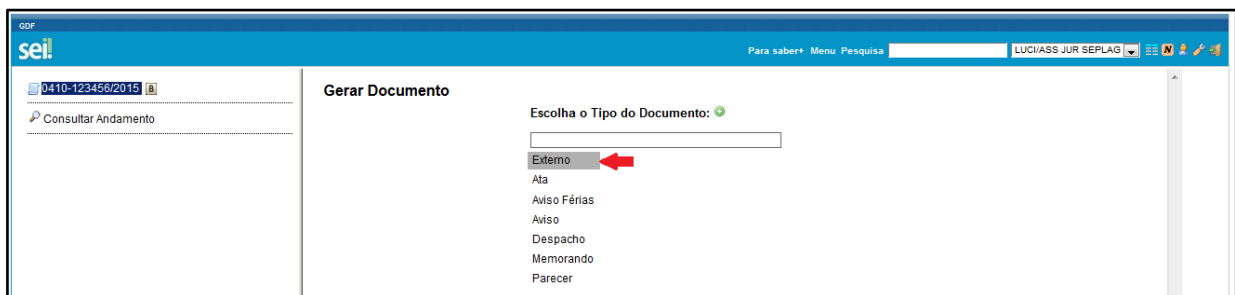 GDF
sei!
Para saber+ Menu Pesquisa
LUCI/ASS JUR SEPLAG
N
0410-123456/2015
B
Consultar Andamento
Gerar Documento
Escolha o Tipo do Documento:
Externo
Ata
Aviso Férias
Aviso
Despacho
Memorando
Parecer